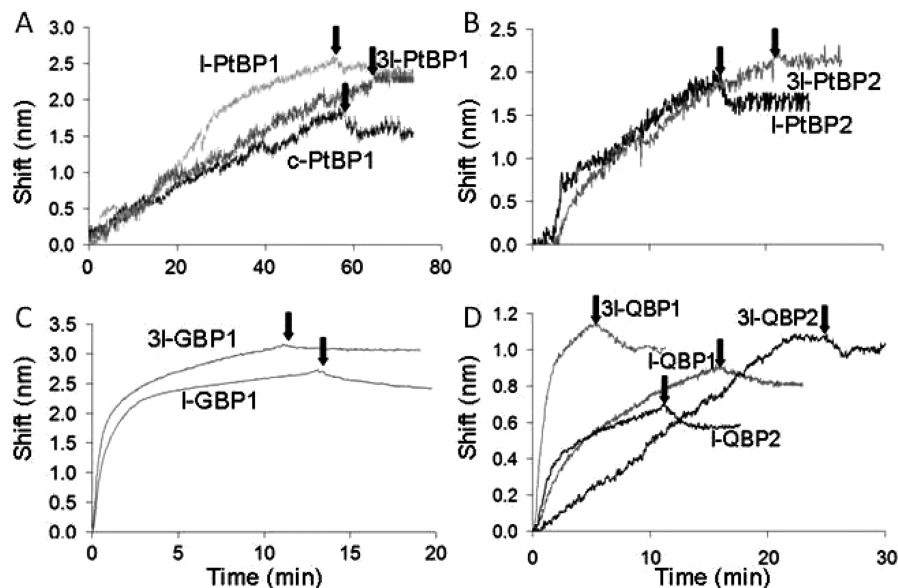 A
3.0
2.5
2.0
1.5
1.0
0.5
0.0
Shift (nm)
l-PtBP1
3l-PtBP1
c-PtBP1
0 20 40 60 80
B
2.5
2.0
1.5
1.0
0.5
0.0
Shift (nm)
3l-PtBP2
l-PtBP2
0 10 20 30
C
3.5
3.0
2.5
2.0
1.5
1.0
0.5
0.0
Shift (nm)
3l-GBP1
l-GBP1
0 5 10 15 20
Time (min)
D
1.2
1.0
0.8
0.6
0.4
0.2
0.0
Shift (nm)
3l-QBP1
3l-QBP2
l-QBP1
l-QBP2
0 10 20 30
Time (min)